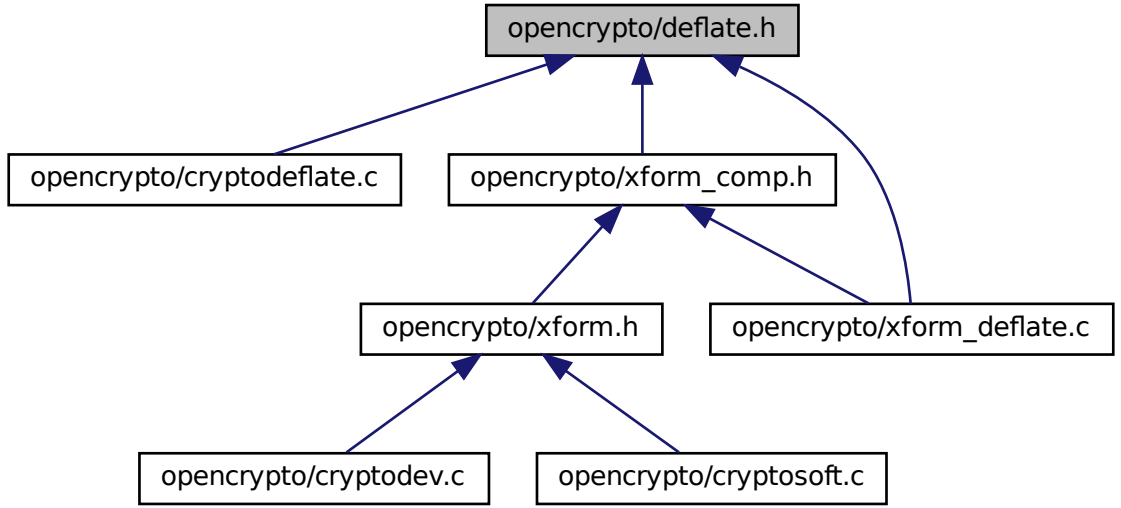 opencrypto/deflate.h
opencrypto/cryptodeflate.c
opencrypto/xform_comp.h
opencrypto/xform.h
opencrypto/xform_deflate.c
opencrypto/cryptodev.c
opencrypto/cryptosoft.c